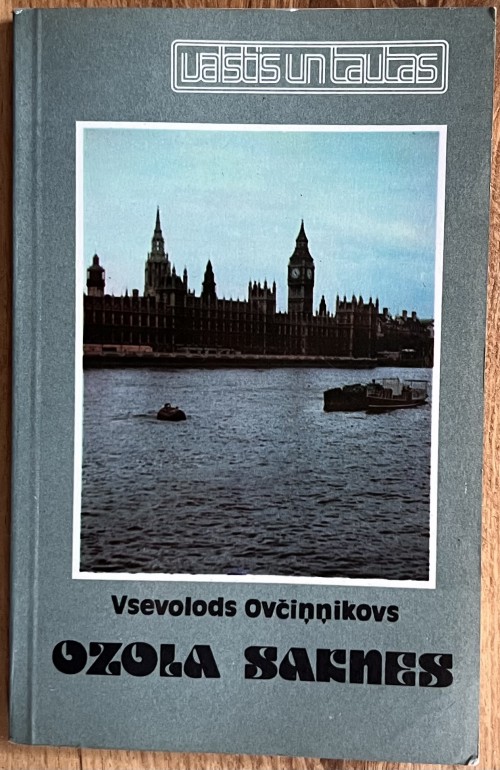 valstis un tautas
Vsevolods Ovčiņņikovs
OZOLA SAKNES